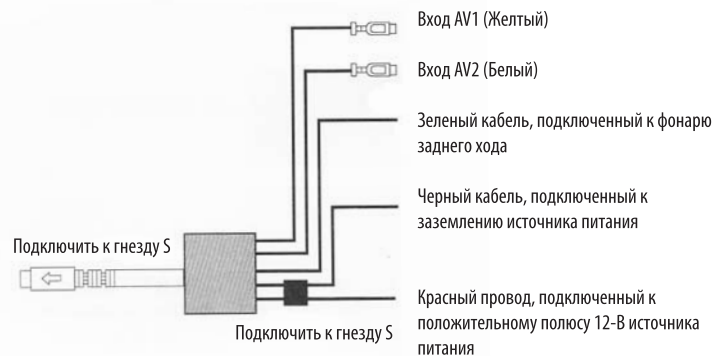 Вход AV1 (Желтый)
Вход AV2 (Белый)
Зеленый кабель, подключенный к фонарю
заднего хода
Черный кабель, подключенный к
заземлению источника питания
Подключить к гнезду S
Красный провод, подключенный к
положительному полюсу 12-В источника
питания
Подключить к гнезду S